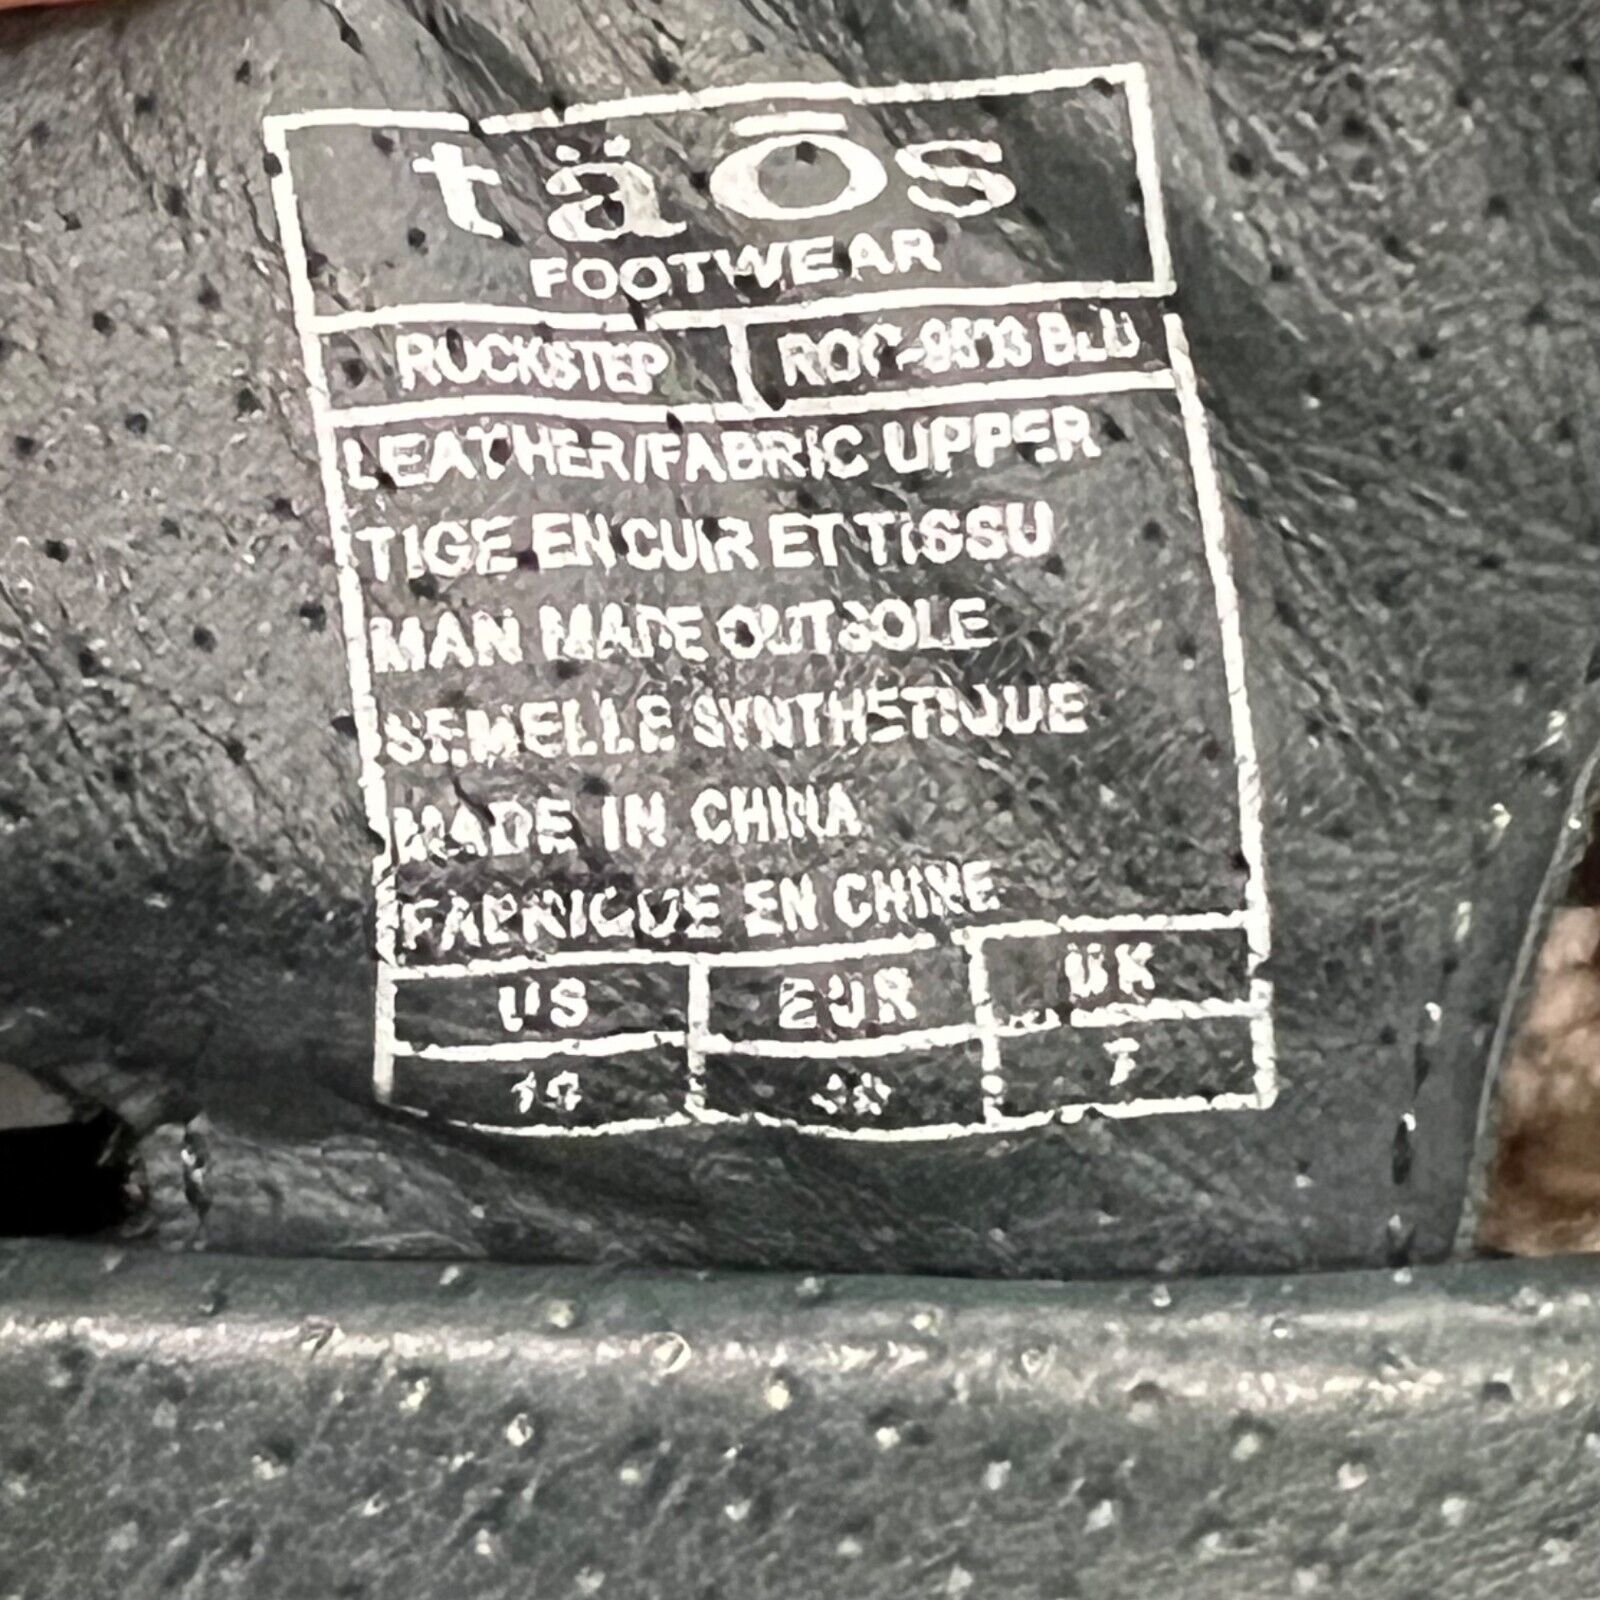 täŌs
FOOTWEAR
ROCKSTEP
BLU
LEATHER/FABRIC UPPER
TIGE EN CUIR ET TISSU
MAN MADE OUTSOLE
SEMELLE SYNTHETIQUE
MADE IN CHINA
FABRIQUE EN CHINE
US EUR UK
7